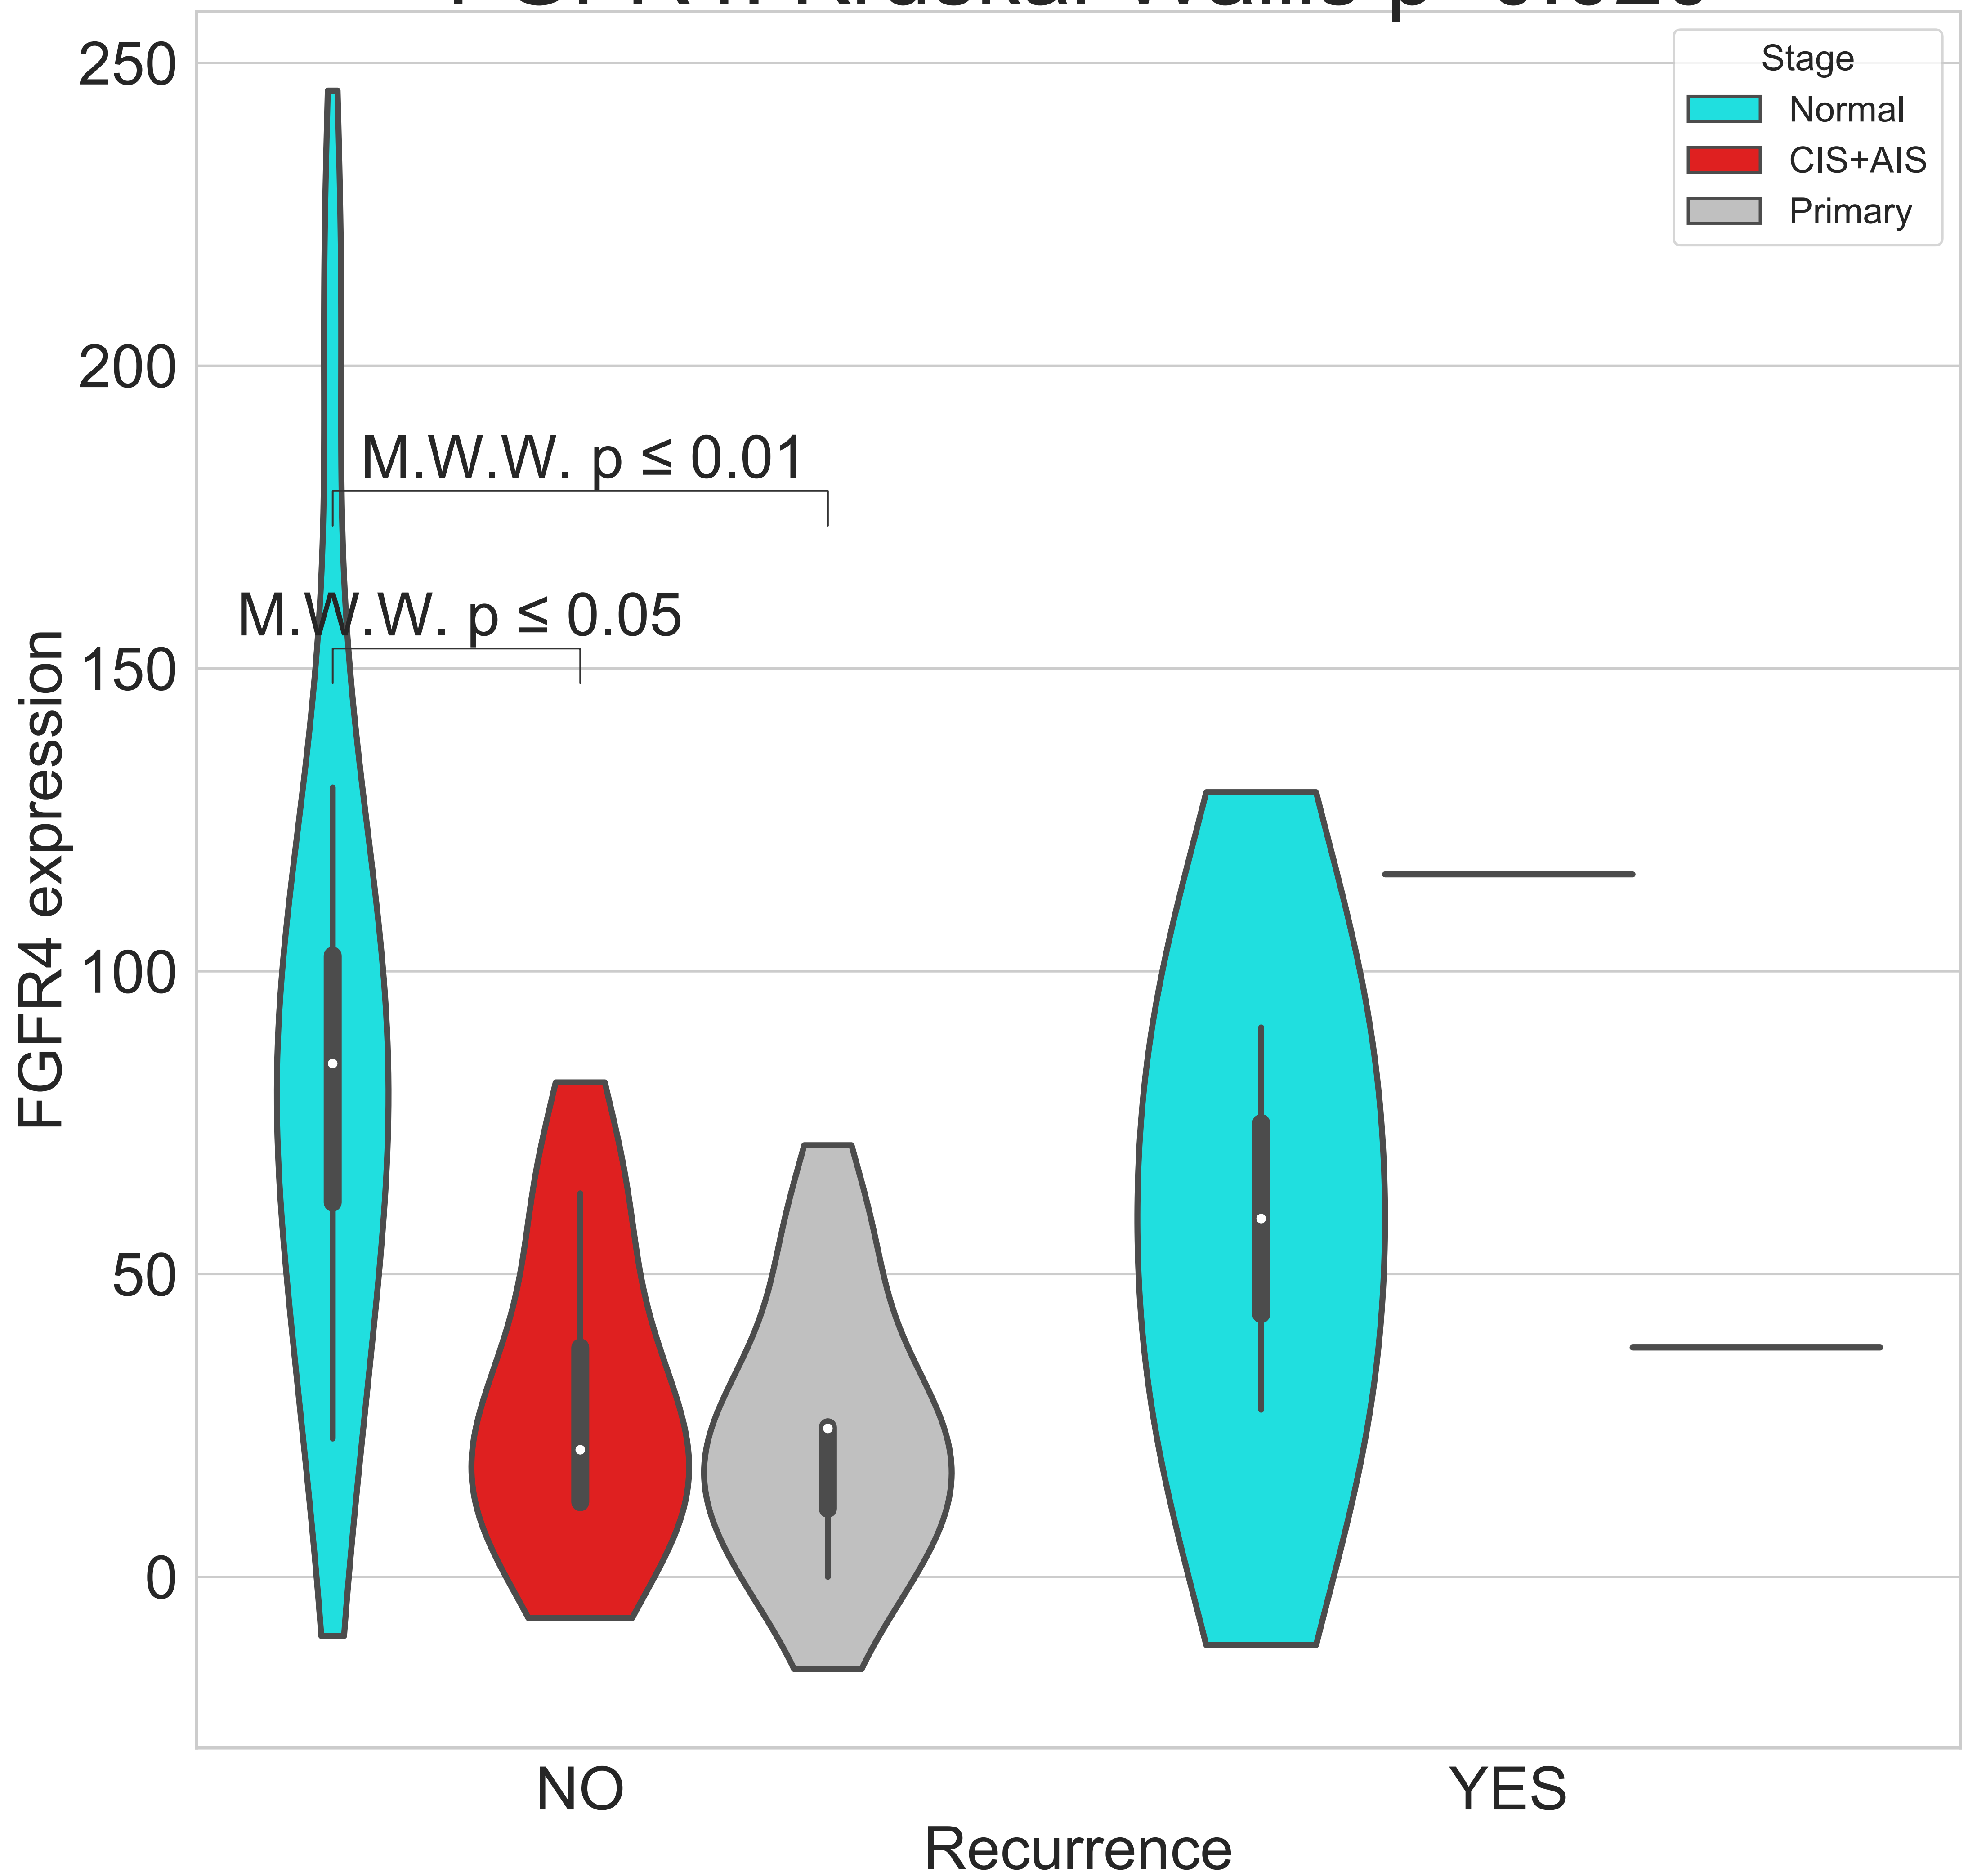 250
Stage
Normal
CIS+AIS
Primary
200
M.W.W. p ≤ 0.01
M.W.W. p ≤ 0.05
150
FGFR4 expression
100
50
0
NO
YES
Recurrence